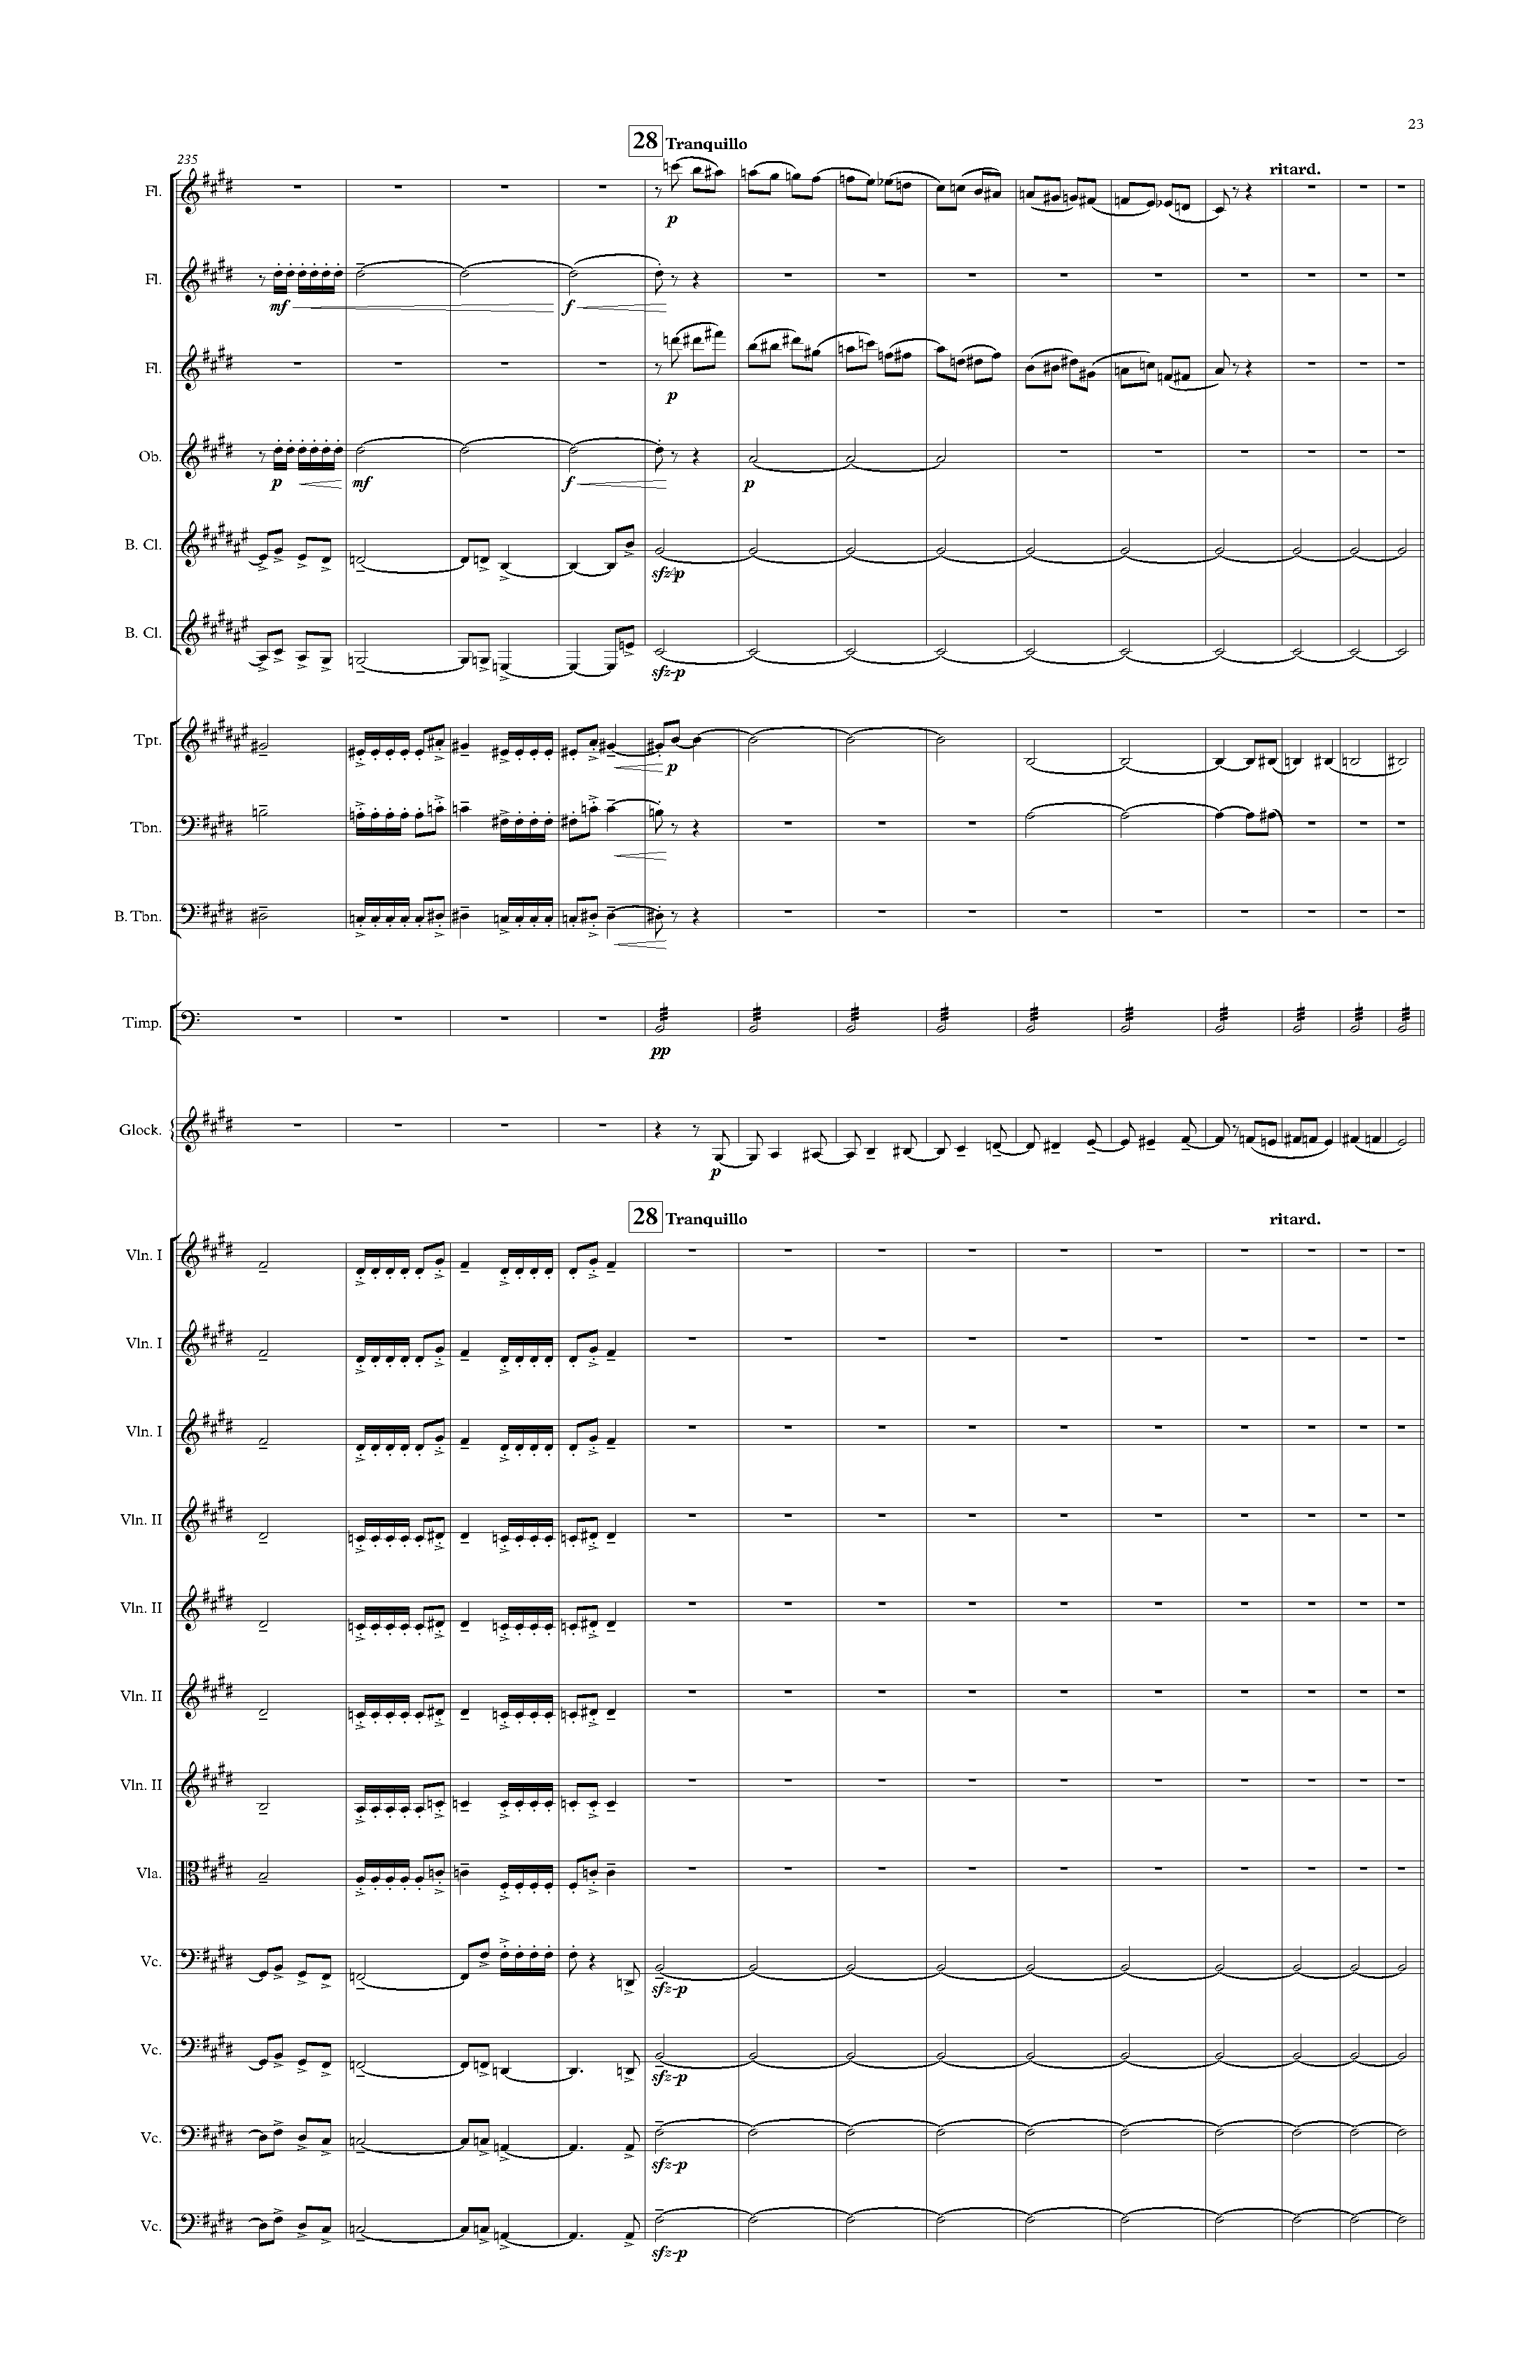 23
235
28 Tranquillo
ritard.
Fl.
p
Fl.
mf f
Fl.
p
Ob.
p mf f p
B. Cl.
sfz-p
B. Cl.
sfz-p
Tpt.
p
Tbn.
B. Tbn.
Timp.
pp
Glock.
p
28 Tranquillo
ritard.
Vln. I
Vln. I
Vln. I
Vln. II
Vln. II
Vln. II
Vln. II
Vla.
Vc.
sfz-p
Vc.
sfz-p
Vc.
sfz-p
Vc.
sfz-p